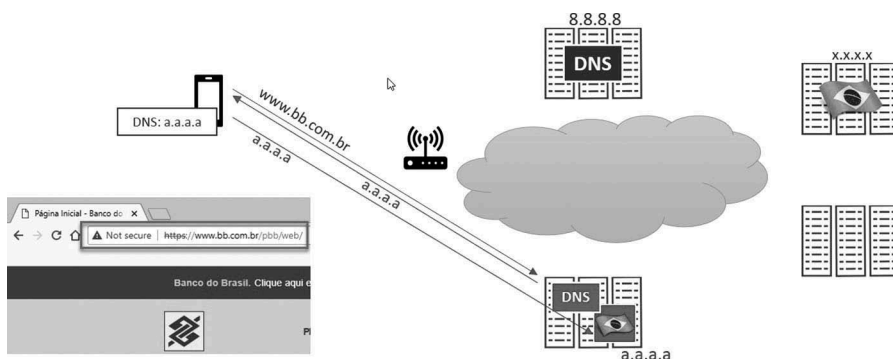 8.8.8.8
DNS
x.x.x.x
DNS: a.a.a.a
www.bb.com.br
a.a.a.a
a.a.a.a
Página Inicial - Banco do
Not secure | https://www.bb.com.br/pbb/web/
Banco do Brasil. Clique aqui e
DNS
a.a.a.a